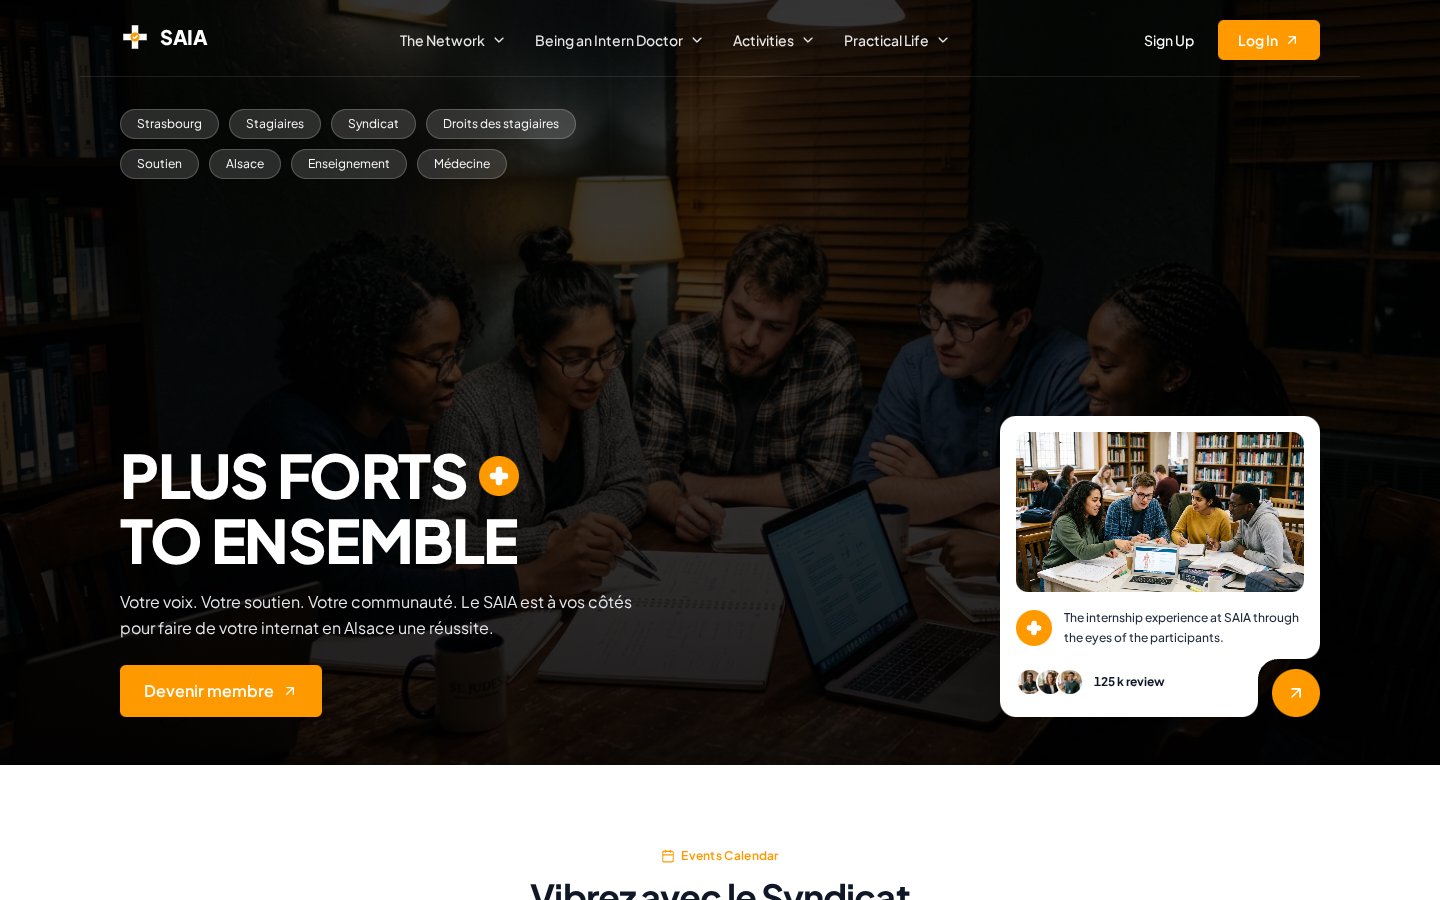 SAIA
The Network
Being an Intern Doctor
Activities
Practical Life
Sign Up
Log In
Strasbourg
Stagiaires
Syndicat
Droits des stagiaires
Soutien
Alsace
Enseignement
Médecine
PLUS FORTS
TO ENSEMBLE
Votre voix. Votre soutien. Votre communauté. Le SAIA est à vos côtés
pour faire de votre internat en Alsace une réussite.
Devenir membre
The internship experience at SAIA through
the eyes of the participants.
125 k review
Events Calendar
Vibrez avec le Syndicat